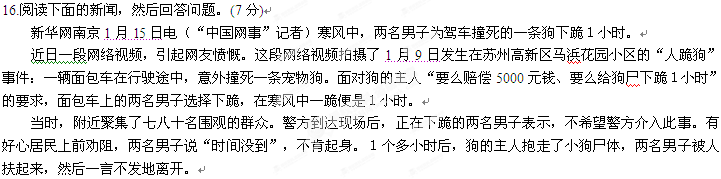 16.阅读下面的新闻，然后回答问题。(7 分)
新华网南京 1 月 15 日电（“中国网事”记者）寒风中，两名男子为驾车撞死的一条狗下跪 1 小时。
近日一段网络视频，引起网友愤慨。这段网络视频拍摄了 1 月 9 日发生在苏州高新区马浜花园小区的“人跪狗”
事件：一辆面包车在行驶途中，意外撞死一条宠物狗。面对狗的主人“要么赔偿 5000 元钱、要么给狗尸下跪 1 小时”
的要求，面包车上的两名男子选择下跪，在寒风中一跪便是 1 小时。
当时，附近聚集了七八十名围观的群众。警方到达现场后，正在下跪的两名男子表示，不希望警方介入此事。有
好心居民上前劝阻，两名男子说“时间没到”，不肯起身。 1 个多小时后，狗的主人抱走了小狗尸体，两名男子被人
扶起来，然后一言不发地离开。